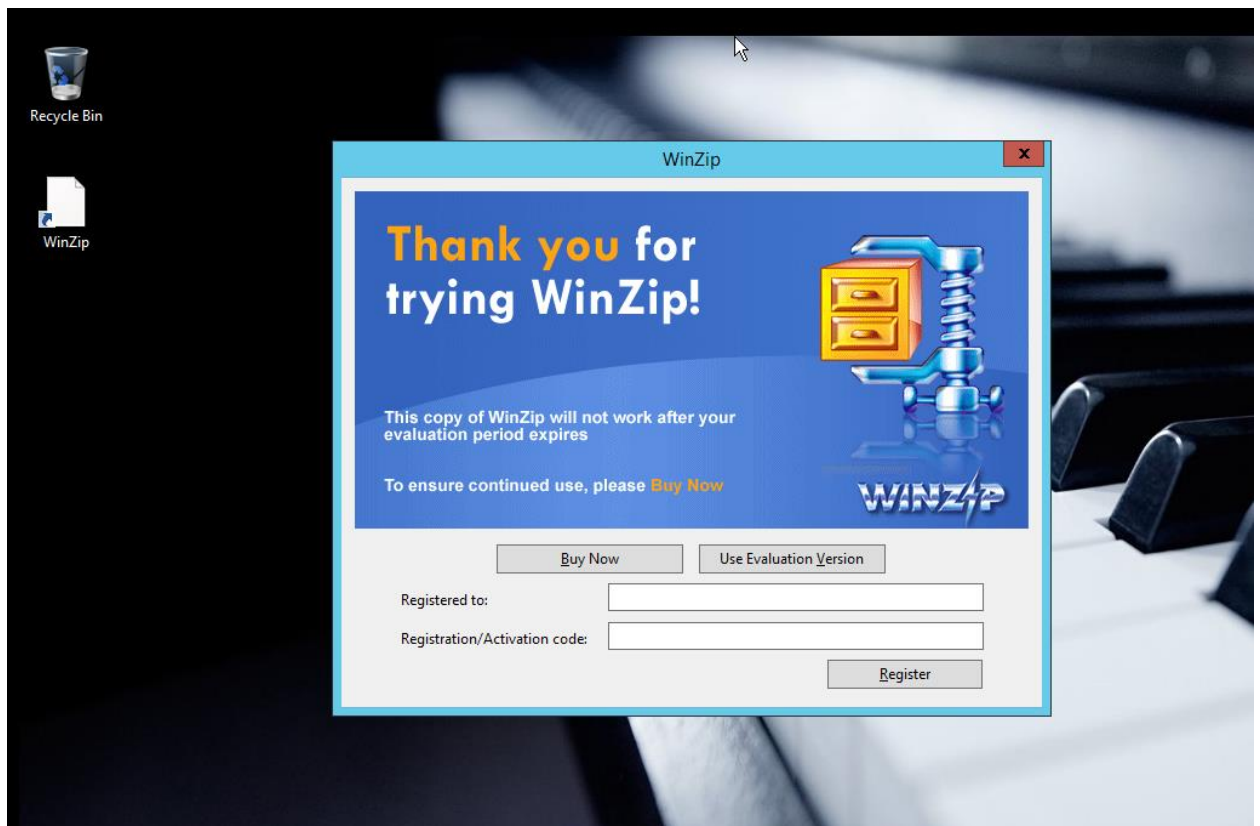 Recycle Bin
WinZip
WinZip
x
Thank you for
trying WinZip!
This copy of WinZip will not work after your
evaluation period expires
To ensure continued use, please Buy Now
WINZIP
Buy Now
Use Evaluation Version
Registered to:
Registration/Activation code:
Register